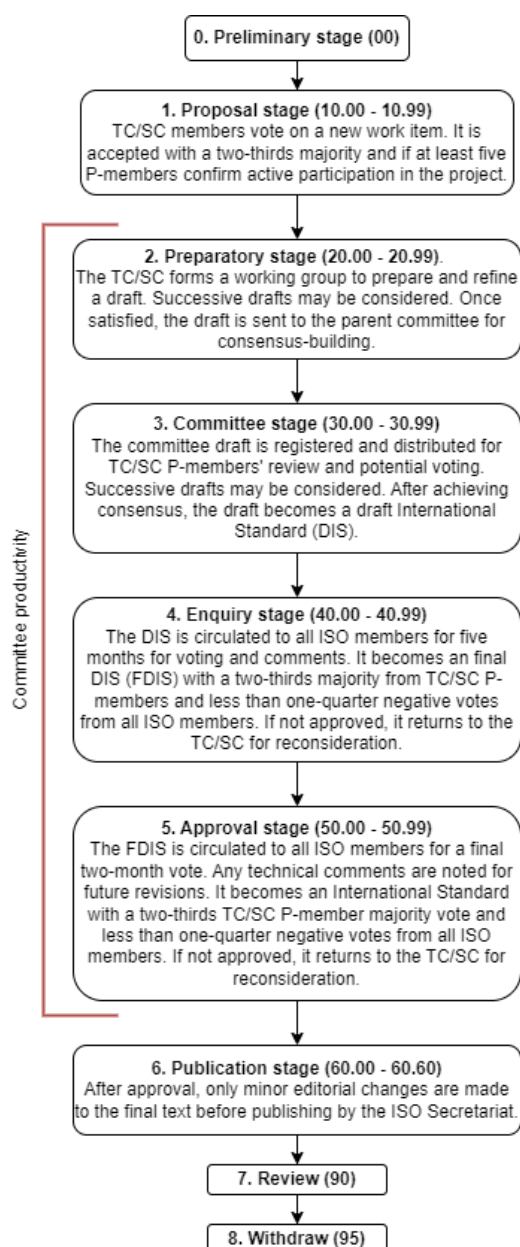 0. Preliminary stage (00)
1. Proposal stage (10.00 - 10.99)
TC/SC members vote on a new work item. It is
accepted with a two-thirds majority and if at least five
P-members confirm active participation in the project.
Committee productivity
2. Preparatory stage (20.00 - 20.99).
The TC/SC forms a working group to prepare and refine
a draft. Successive drafts may be considered. Once
satisfied, the draft is sent to the parent committee for
consensus-building.
3. Committee stage (30.00 - 30.99)
The committee draft is registered and distributed for
TC/SC P-members' review and potential voting.
Successive drafts may be considered. After achieving
consensus, the draft becomes a draft International
Standard (DIS).
4. Enquiry stage (40.00 - 40.99)
The DIS is circulated to all ISO members for five
months for voting and comments. It becomes an final
DIS (FDIS) with a two-thirds majority from TC/SC P-
members and less than one-quarter negative votes
from all ISO members. If not approved, it returns to the
TC/SC for reconsideration.
5. Approval stage (50.00 - 50.99)
The FDIS is circulated to all ISO members for a final
two-month vote. Any technical comments are noted for
future revisions. It becomes an International Standard
with a two-thirds TC/SC P-member majority vote and
less than one-quarter negative votes from all ISO
members. If not approved, it returns to the TC/SC for
reconsideration.
6. Publication stage (60.00 - 60.60)
After approval, only minor editorial changes are made
to the final text before publishing by the ISO Secretariat.
7. Review (90)
8. Withdraw (95)